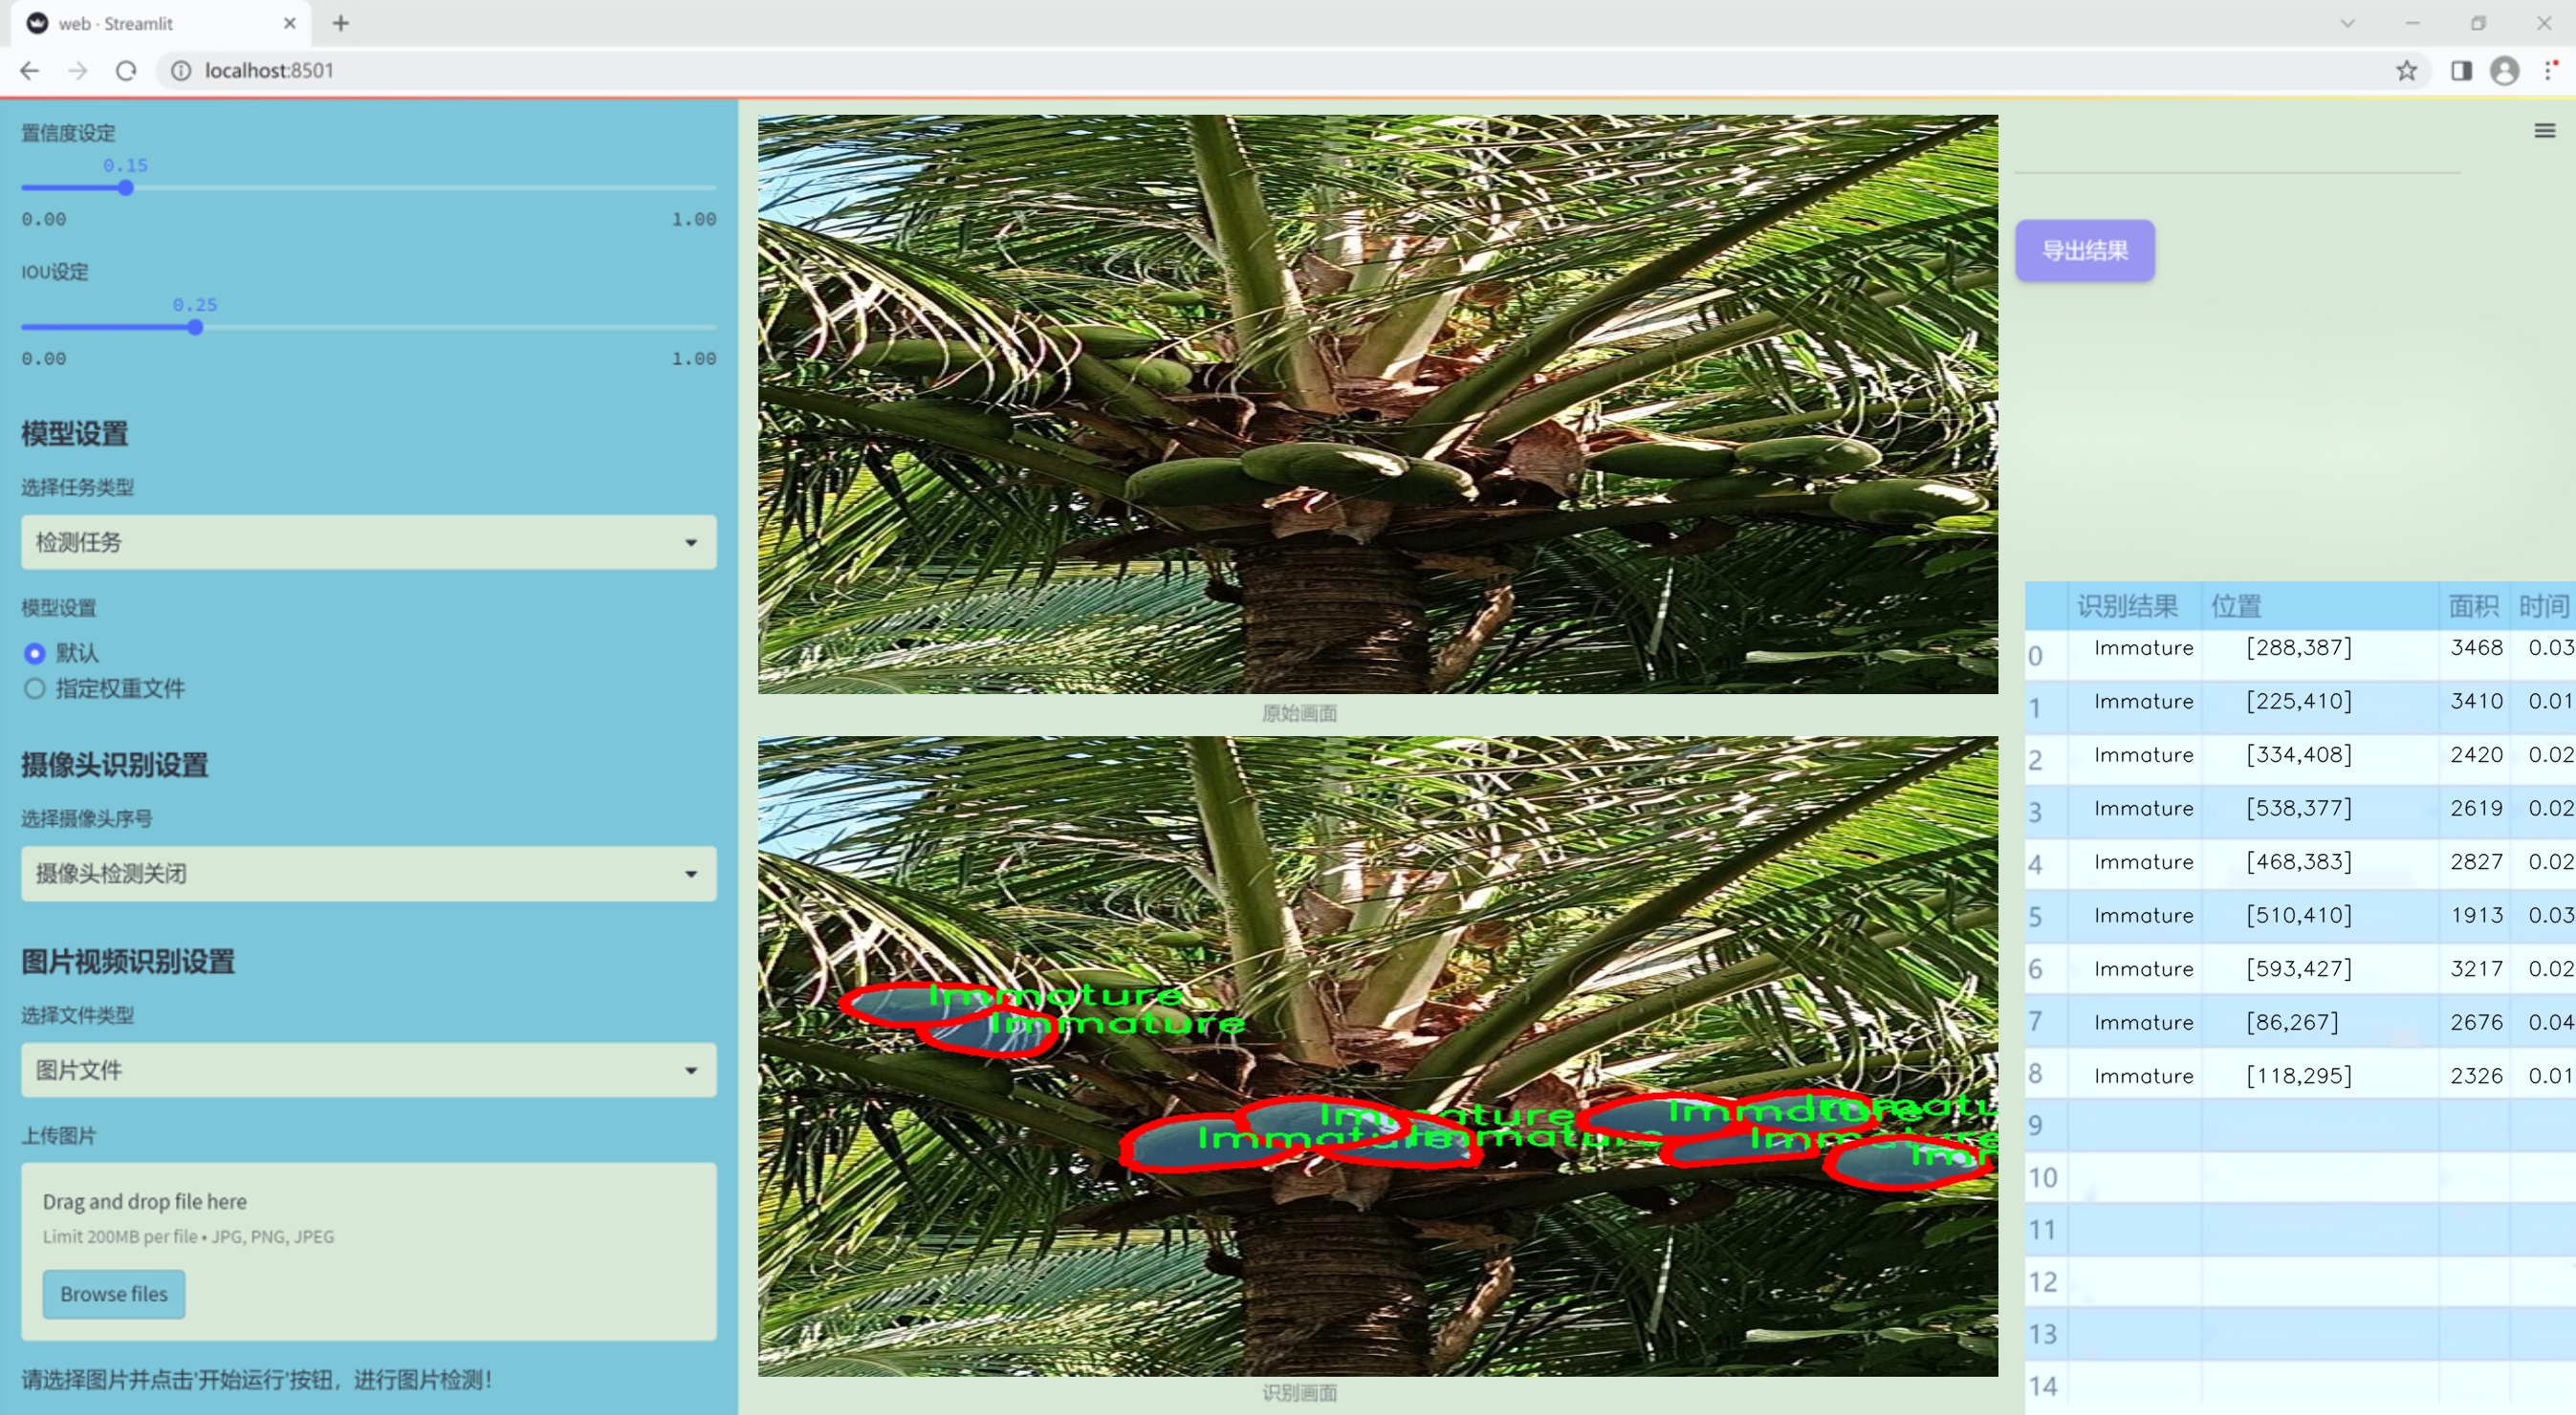 web · Streamlit
localhost:8501
置信度设定
0.15
0.00 1.00
IOU设定
0.25
0.00 1.00
模型设置
选择任务类型
检测任务
模型设置
默认
指定权重文件
摄像头识别设置
选择摄像头序号
摄像头检测关闭
图片视频识别设置
选择文件类型
图片文件
上传图片
Drag and drop file here
Limit 200MB per file • JPG, PNG, JPEG
Browse files
请选择图片并点击'开始运行'按钮，进行图片检测！
原始画面
Immature
Immature
Immature
Immature
Immature
Immature
Immatu
Immature
Imm
识别画面
导出结果
识别结果 位置 面积 时间
0 Immature [288,387] 3468 0.03
1 Immature [225,410] 3410 0.01
2 Immature [334,408] 2420 0.02
3 Immature [538,377] 2619 0.02
4 Immature [468,383] 2827 0.02
5 Immature [510,410] 1913 0.03
6 Immature [593,427] 3217 0.02
7 Immature [86,267] 2676 0.04
8 Immature [118,295] 2326 0.01
9
10
11
12
13
14